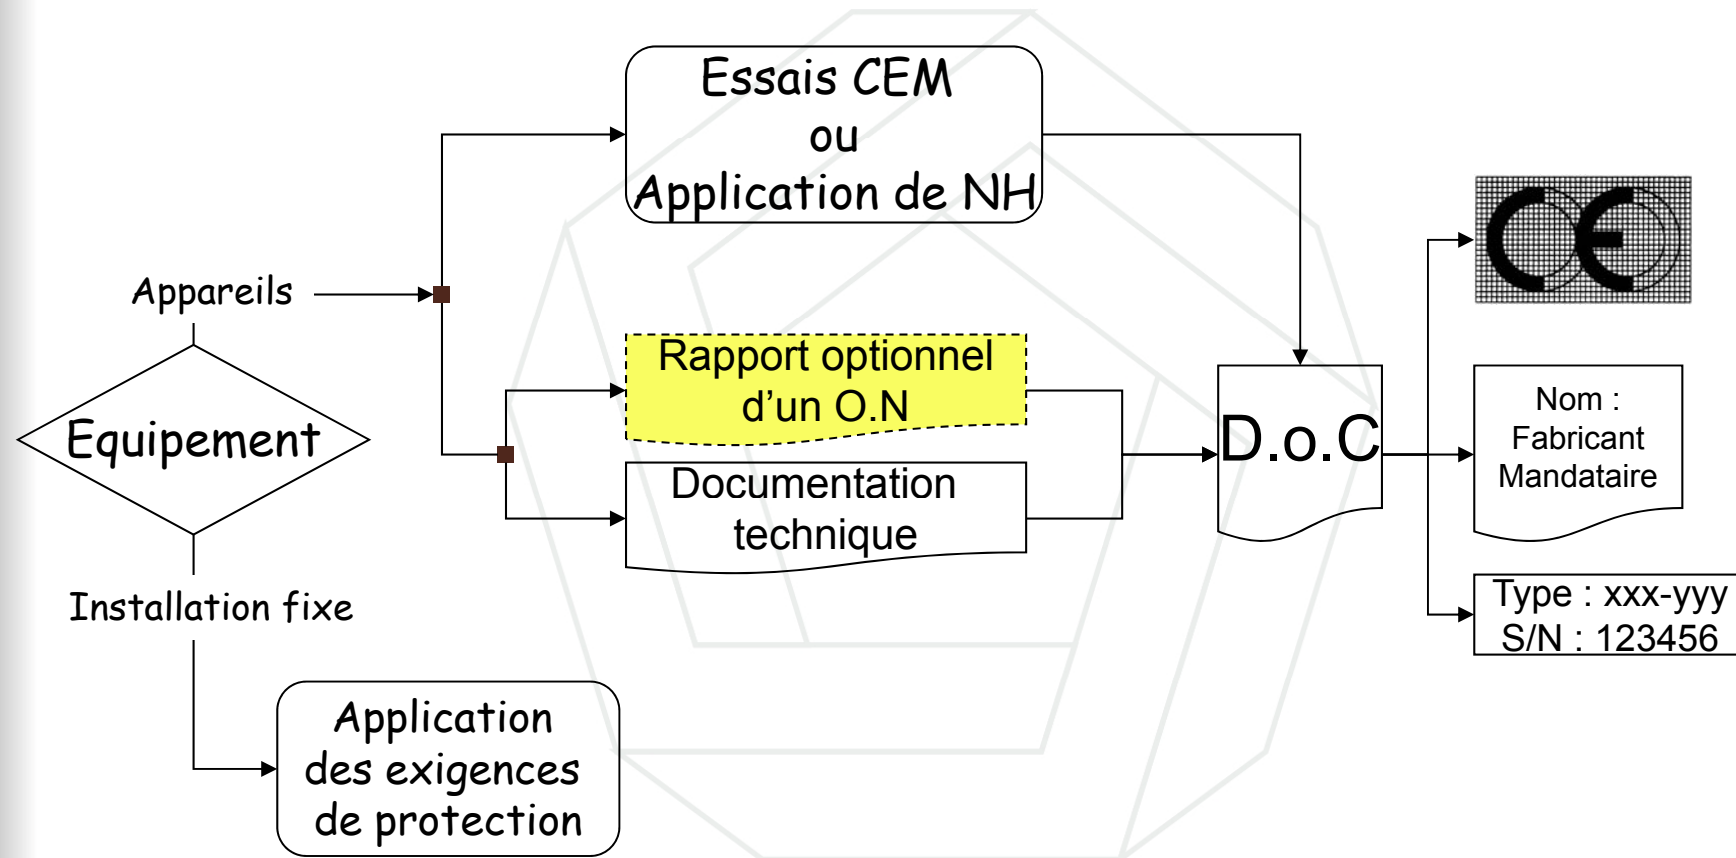 Essais CEM
ou
Application de NH
Appareils
Equipement
Installation fixe
Application
des exigences
de protection
Rapport optionnel
d’un O.N
Documentation
technique
D.o.C
CE
Nom :
Fabricant
Mandataire
Type : xxx-yyy
S/N : 123456